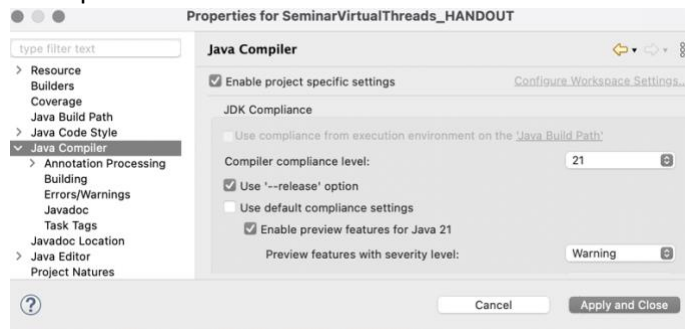 Properties for SeminarVirtualThreads_HANDOUT
type filter text
Resource
Builders
Coverage
Java Build Path
Java Code Style
Java Compiler
Annotation Processing
Building
Errors/Warnings
Javadoc
Task Tags
Javadoc Location
Java Editor
Project Natures
Java Compiler
Enable project specific settings
Configure Workspace Settings..
JDK Compliance
Use compliance from execution environment on the 'Java Build Path'
Compiler compliance level:
21
Use '--release' option
Use default compliance settings
Enable preview features for Java 21
Preview features with severity level:
Warning
Cancel
Apply and Close